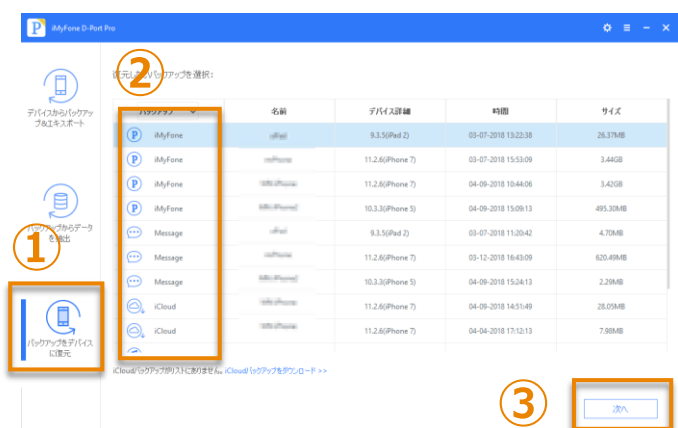 iMyFone D-Port Pro
デバイスからバックアッ
プ&エキスポート
バックアップからデータ
を抽出
バックアップをデバイス
に復元
バックアップを選択:
バックアップ 名前 デバイス詳細 時間 サイズ
iMyFone 9.3.5(iPad 2) 03-07-2018 13:22:38 26.37MB
iMyFone 11.2.6(iPhone 7) 03-07-2018 15:53:09 3.44GB
iMyFone 11.2.6(iPhone 7) 04-09-2018 10:44:06 3.42GB
iMyFone 10.3.3(iPhone 5) 04-09-2018 15:09:13 495.30MB
Message 9.3.5(iPad 2) 03-07-2018 11:20:42 4.70MB
Message 11.2.6(iPhone 7) 03-12-2018 16:43:09 620.49MB
Message 10.3.3(iPhone 5) 04-09-2018 15:24:13 2.29MB
iCloud 11.2.6(iPhone 7) 04-09-2018 14:51:49 28.05MB
iCloud 11.2.6(iPhone 7) 04-04-2018 17:12:13 7.98MB
iCloudバックアップがリストにありません。 iCloudバックアップをダウンロード >>
次へ
①
②
③